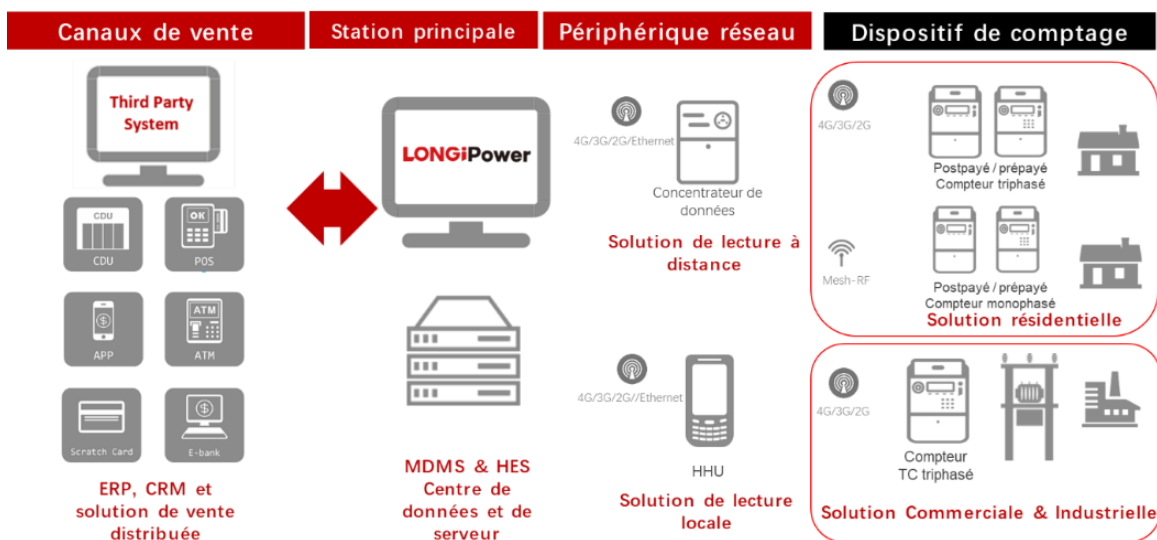 Canaux de vente
Station principale
Périphérique réseau
Dispositif de comptage
Third Party
System
CDU
CDU
OK
POS
$
APP
ATM
ATM
Scratch Card
$
E-bank
ERP, CRM et
solution de vente
distribuée
LONGiPower
MDMS & HES
Centre de
données et de
serveur
4G/3G/2G/Ethernet
Concentrateur de
données
Solution de lecture à
distance
4G/3G/2G//Ethernet
HHU
Solution de lecture
locale
4G/3G/2G
Postpayé / prépayé
Compteur triphasé
Mesh-RF
Postpayé / prépayé
Compteur monophasé
Solution résidentielle
4G/3G/2G
Compteur
TC triphasé
Solution Commerciale & Industrielle